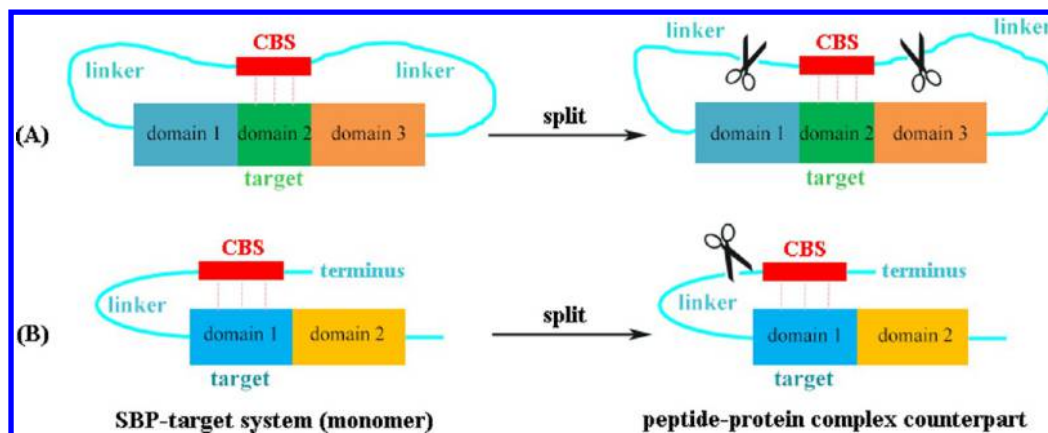 CBS
linker
linker
domain 1
domain 2
domain 3
target
(A)
split
linker
CBS
linker
domain 1
domain 2
domain 3
target
CBS
terminus
linker
domain 1
domain 2
target
(B)
split
CBS
terminus
linker
domain 1
domain 2
target
SBP-target system (monomer)
peptide-protein complex counterpart